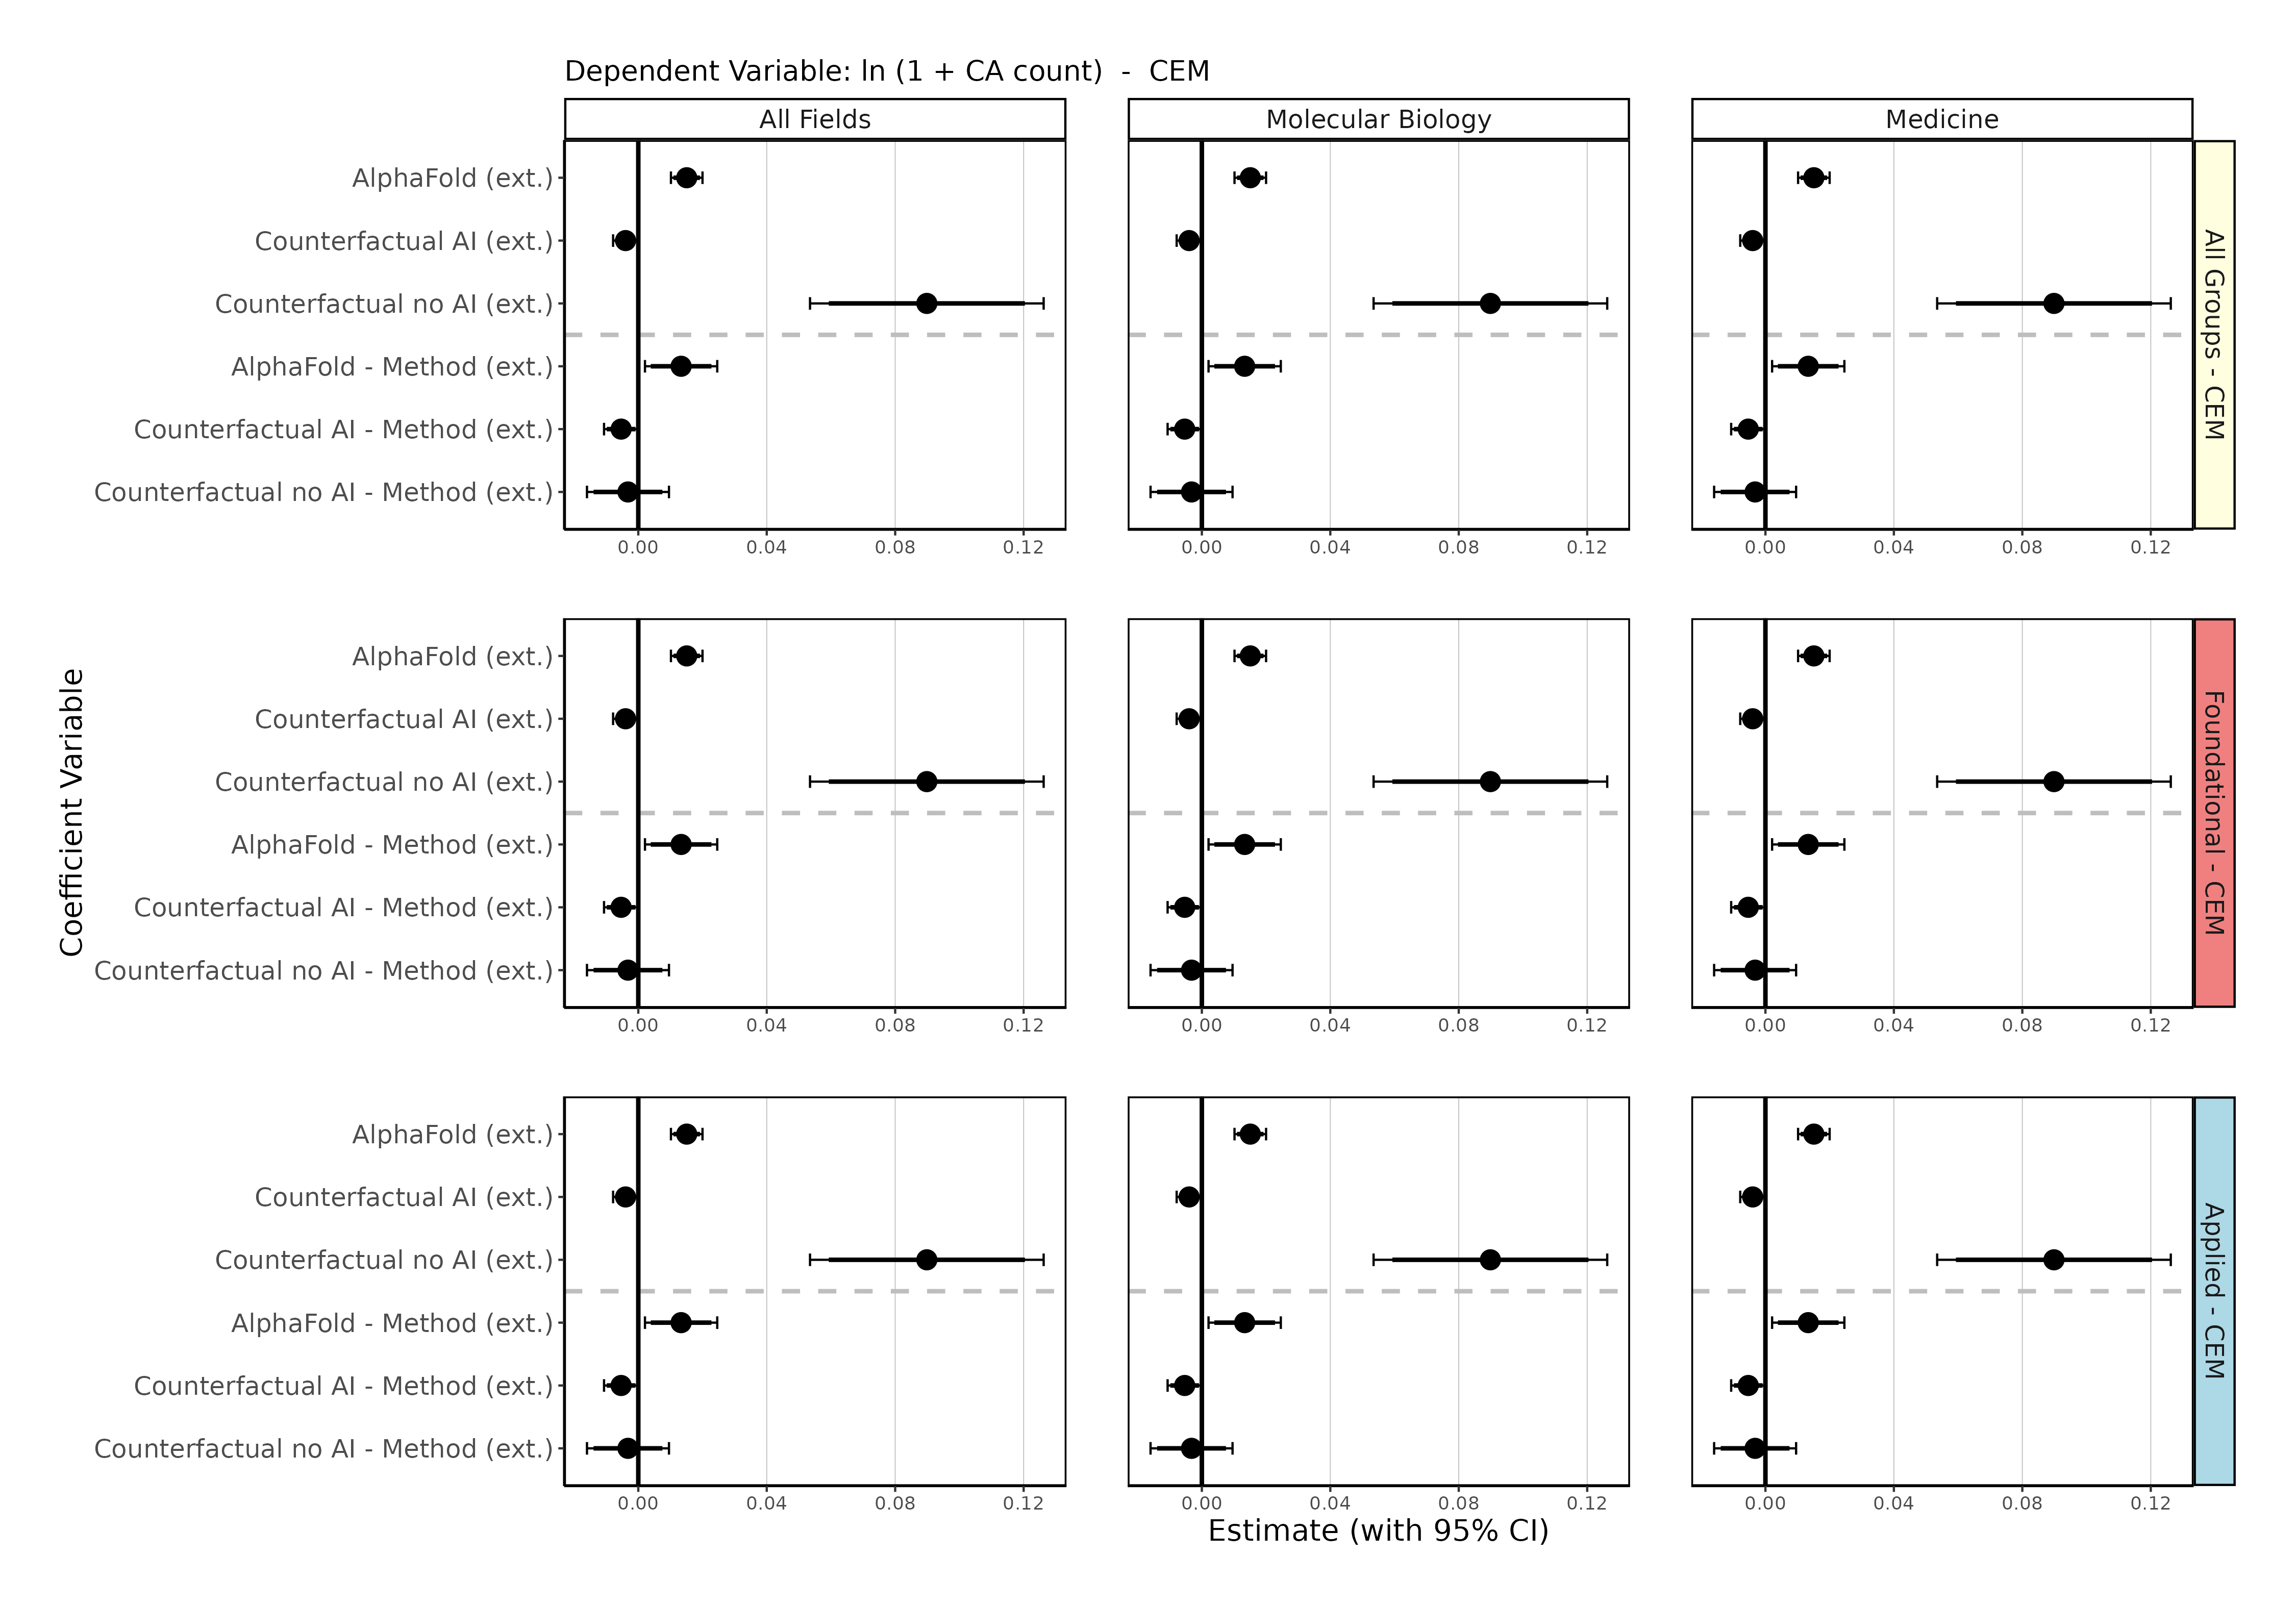 Dependent Variable: ln (1 + CA count)  -  CEM
All Fields
Molecular Biology
Medicine
AlphaFold (ext.)
Counterfactual AI (ext.)
Counterfactual no AI (ext.)
AlphaFold - Method (ext.)
Counterfactual AI - Method (ext.)
Counterfactual no AI - Method (ext.)
0.00 0.04 0.08 0.12
0.00 0.04 0.08 0.12
0.00 0.04 0.08 0.12
All Groups - CEM
AlphaFold (ext.)
Counterfactual AI (ext.)
Counterfactual no AI (ext.)
AlphaFold - Method (ext.)
Counterfactual AI - Method (ext.)
Counterfactual no AI - Method (ext.)
0.00 0.04 0.08 0.12
0.00 0.04 0.08 0.12
0.00 0.04 0.08 0.12
Foundational - CEM
Coefficient Variable
AlphaFold (ext.)
Counterfactual AI (ext.)
Counterfactual no AI (ext.)
AlphaFold - Method (ext.)
Counterfactual AI - Method (ext.)
Counterfactual no AI - Method (ext.)
0.00 0.04 0.08 0.12
0.00 0.04 0.08 0.12
0.00 0.04 0.08 0.12
Applied - CEM
Estimate (with 95% CI)